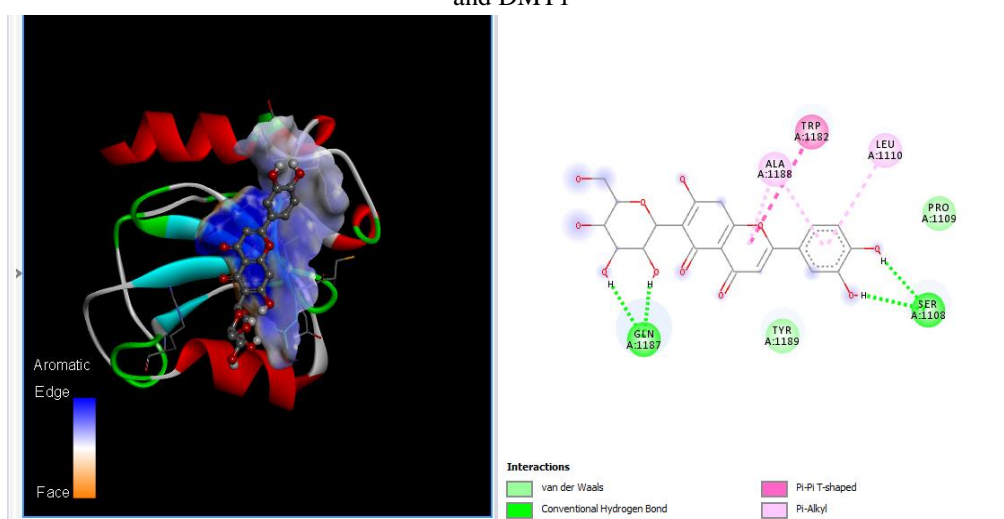 and DMT1
Aromatic
Edge
Face
TRP
A:1182
LEU
A:1110
ALA
A:1188
PRO
A:1109
O
O
O
O
O
O
O
O
O
O
O
H
H
H
H
SER
A:1108
GLN
A:1187
TYR
A:1189
Interactions
van der Waals
Conventional Hydrogen Bond
Pi-Pi T-shaped
Pi-Alkyl